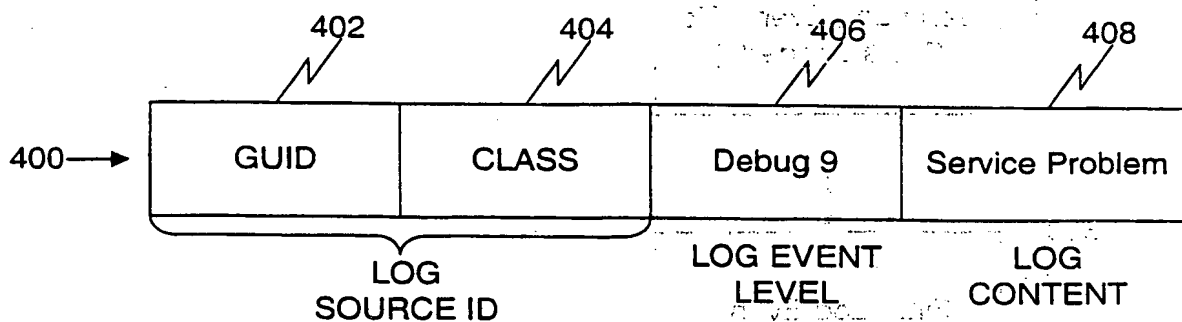 402 404 406 408
400 GUID CLASS Debug 9 Service Problem
LOG SOURCE ID
LOG EVENT LEVEL
LOG CONTENT